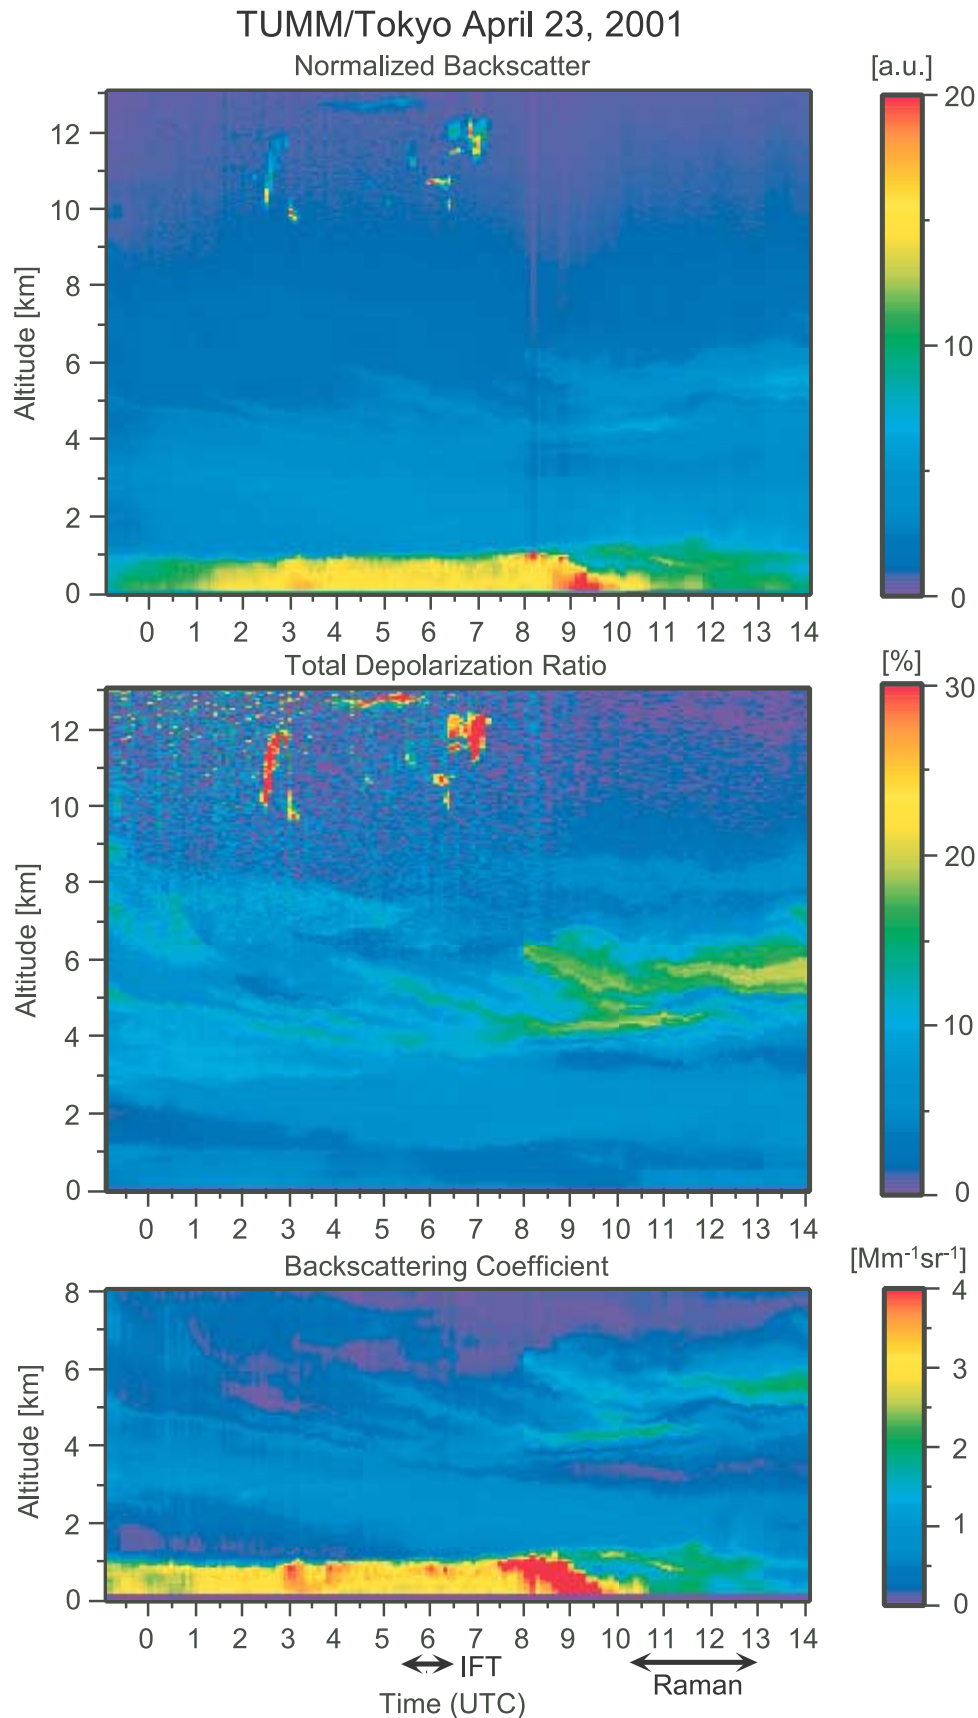 TUMM/Tokyo April 23, 2001
Normalized Backscatter
[a.u.]
20
10
0
Altitude [km]
12
10
8
6
4
2
0
0 1 2 3 4 5 6 7 8 9 10 11 12 13 14
Total Depolarization Ratio
[%]
30
20
10
0
Altitude [km]
12
10
8
6
4
2
0
0 1 2 3 4 5 6 7 8 9 10 11 12 13 14
Backscattering Coefficient
[Mm⁻¹sr⁻¹]
4
3
2
1
0
Altitude [km]
8
6
4
2
0
0 1 2 3 4 5 6 7 8 9 10 11 12 13 14
IFT
Raman
Time (UTC)